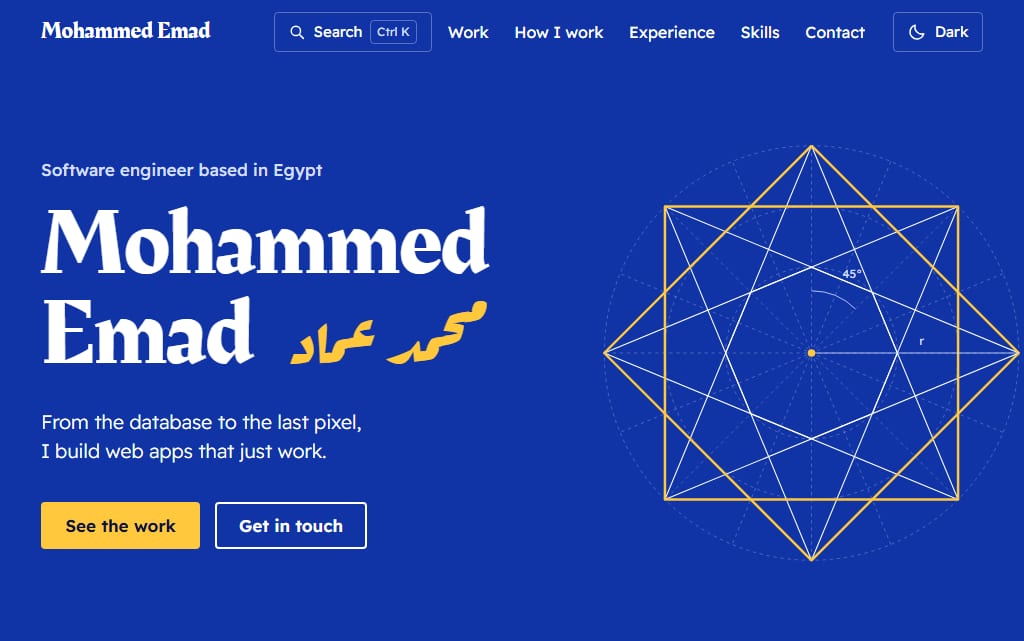 Mohammed Emad
Search Ctrl K
Work
How I work
Experience
Skills
Contact
Dark
Software engineer based in Egypt
Mohammed
Emad محمد عماد
From the database to the last pixel,
I build web apps that just work.
See the work
Get in touch
45°
r